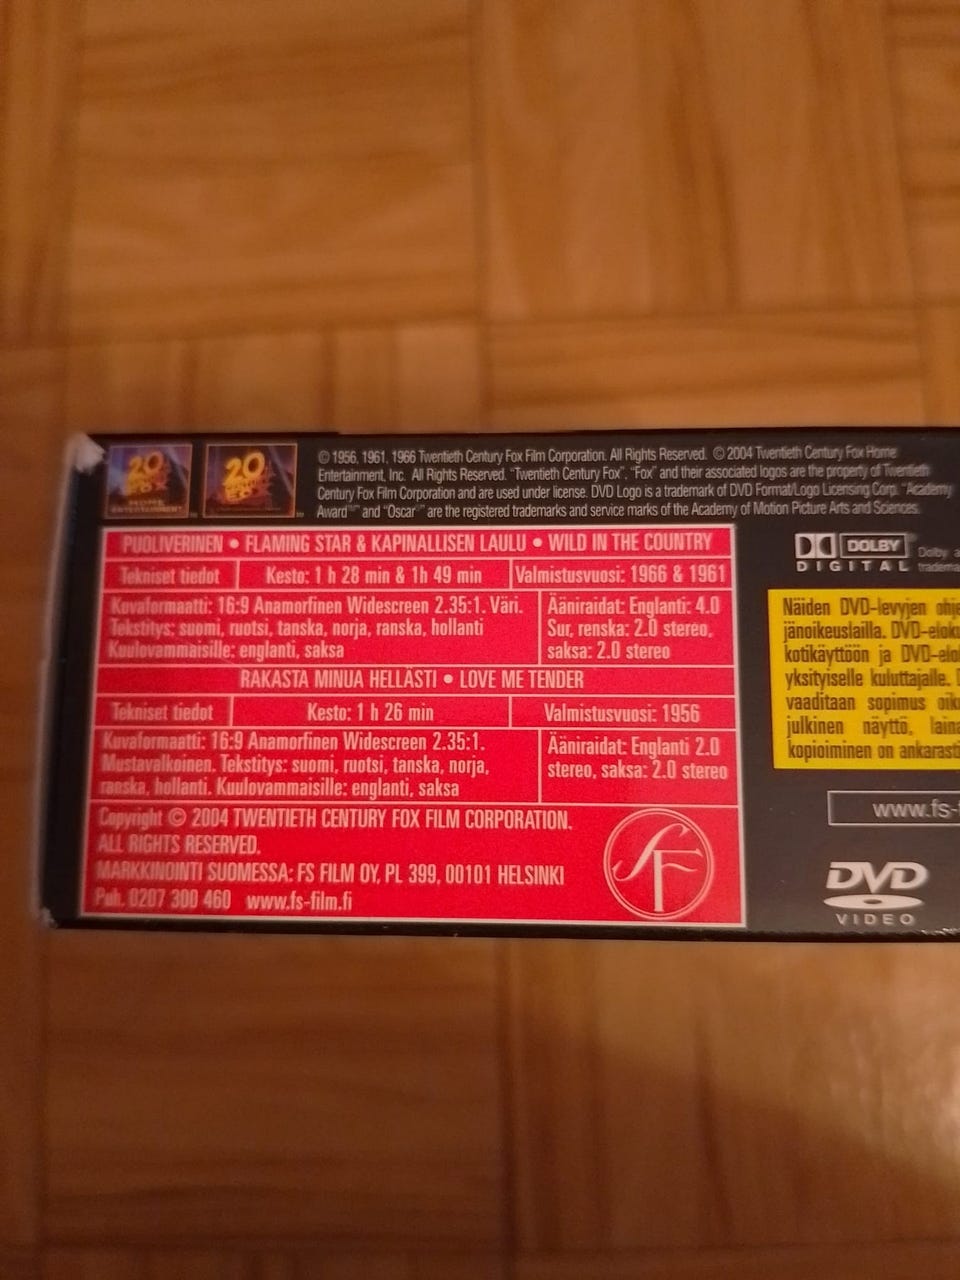 © 1956, 1961, 1966 Twentieth Century Fox Film Corporation. All Rights Reserved. © 2004 Twentieth Century Fox Home
Entertainment, Inc. All Rights Reserved. "Twentieth Century Fox", "Fox" and their associated logos are the property of Twentieth
Century Fox Film Corporation and are used under license. DVD Logo is a trademark of DVD Format/Logo Licensing Corp. "Academy
Award" and "Oscar" are the registered trademarks and service marks of the Academy of Motion Picture Arts and Sciences.
PUOLIVERINEN • FLAMING STAR & KAPINALLISEN LAULU • WILD IN THE COUNTRY
Tekniset tiedot Kesto: 1 h 28 min & 1h 49 min Valmistusvuosi: 1966 & 1961
Kuvaformaatti: 16:9 Anamorfinen Widescreen 2.35:1. Väri.
Tekstitys: suomi, ruotsi, tanska, norja, ranska, hollanti
Kuulovammaisille: englanti, saksa
Ääniraidat: Englanti: 4.0
Sur, renska: 2.0 stereo,
saksa: 2.0 stereo
RAKASTA MINUA HELLÄSTI • LOVE ME TENDER
Tekniset tiedot Kesto: 1 h 26 min Valmistusvuosi: 1956
Kuvaformaatti: 16:9 Anamorfinen Widescreen 2.35:1.
Mustavalkoinen. Tekstitys: suomi, ruotsi, tanska, norja,
ranska, hollanti. Kuulovammaisille: englanti, saksa
Ääniraidat: Englanti 2.0
stereo, saksa: 2.0 stereo
Copyright © 2004 TWENTIETH CENTURY FOX FILM CORPORATION.
ALL RIGHTS RESERVED.
MARKKINOINTI SUOMESSA: FS FILM OY, PL 399, 00101 HELSINKI
Puh. 0207 300 460 www.fs-film.fi
SF
DOLBY
DIGITAL
Dolby
Näiden DVD-levyjen
jänoikeuslailla.
kotikäyttöön ja
yksityiselle kuluttajalle.
vaaditaan sopimus
julkinen näyttö,
kopioiminen on
www.fs-
DVD
VIDEO